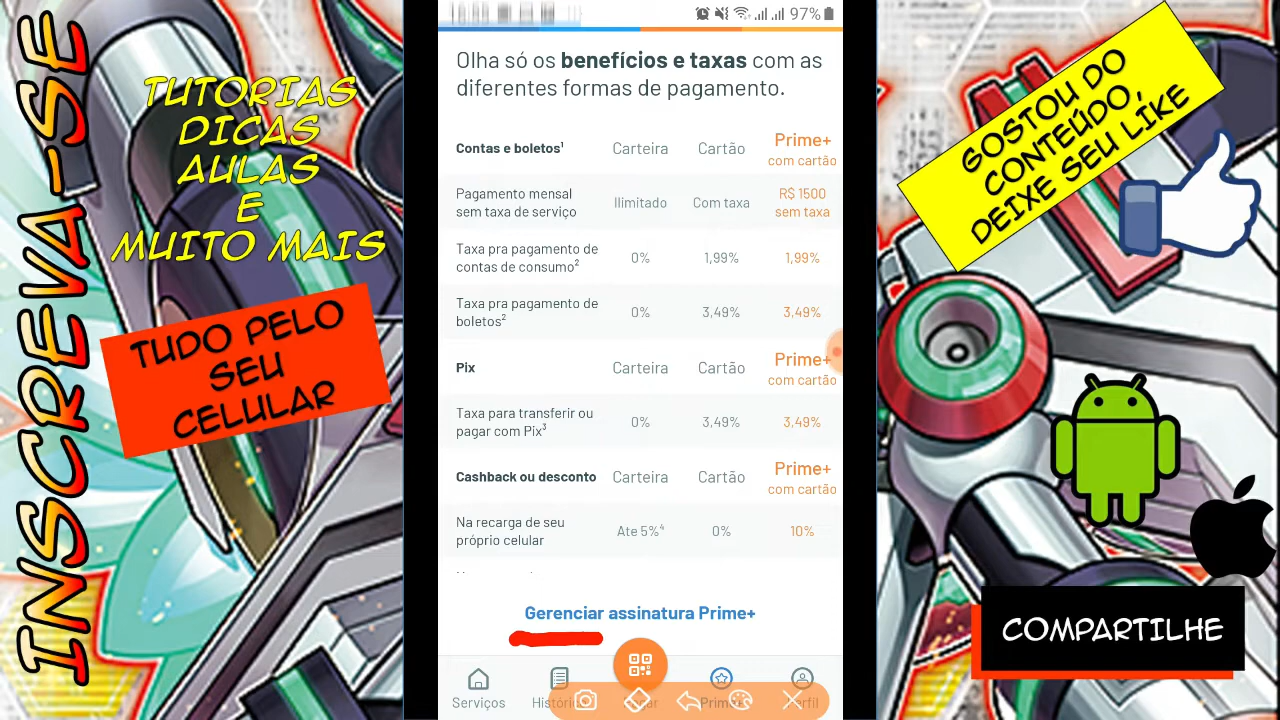 INSCREVA-SE
TUTORIAS
DICAS
AULAS
E
MUITO MAIS
TUDO PELO
SEU
CELULAR
97%
Olha só os benefícios e taxas com as
diferentes formas de pagamento.
Contas e boletos¹ Carteira Cartão Prime+
com cartão
Pagamento mensal
sem taxa de serviço Ilimitado Com taxa R$ 1500
sem taxa
Taxa pra pagamento de
contas de consumo² 0% 1,99% 1,99%
Taxa pra pagamento de
boletos² 0% 3,49% 3,49%
Pix Carteira Cartão Prime+
com cartão
Taxa para transferir ou
pagar com Pix³ 0% 3,49% 3,49%
Cashback ou desconto Carteira Cartão Prime+
com cartão
Na recarga de seu
próprio celular Ate 5%⁴ 0% 10%
Gerenciar assinatura Prime+
Serviços
GOSTOU DO
CONTEÚDO,
DEIXE SEU LIKE
COMPARTILHE